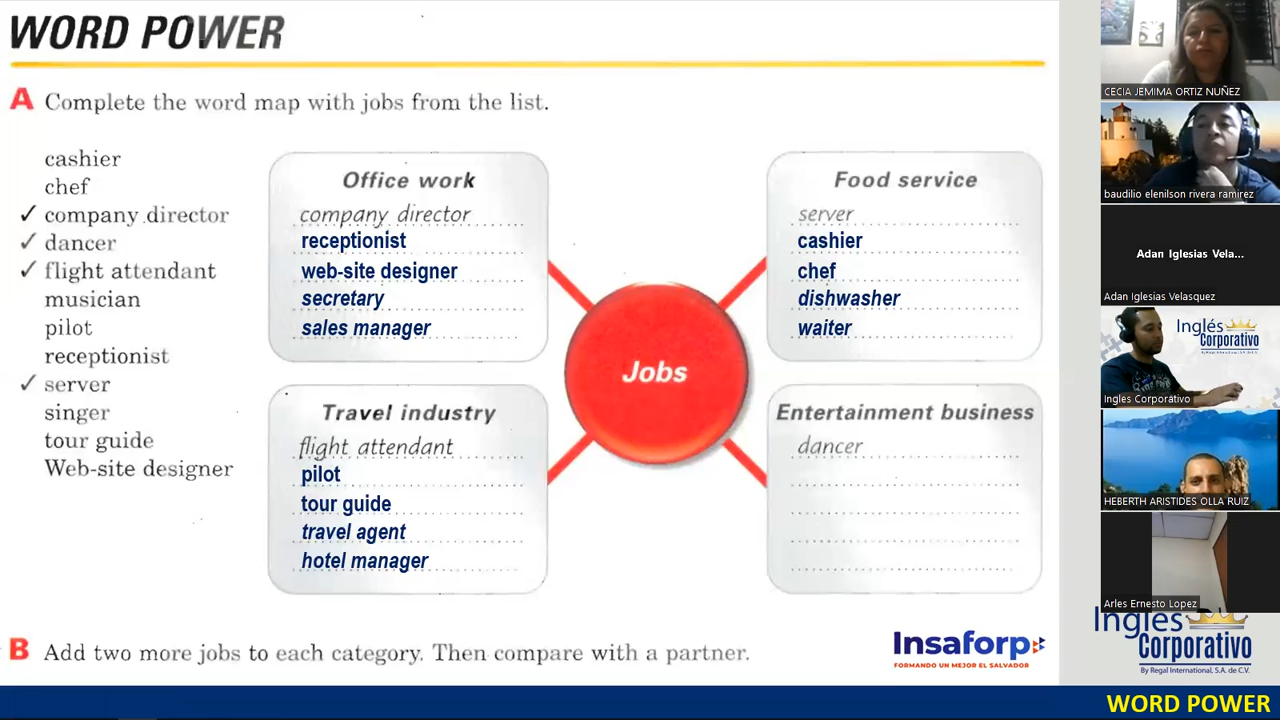 WORD POWER
A Complete the word map with jobs from the list.
cashier
chef
✓ company director
✓ dancer
✓ flight attendant
musician
pilot
receptionist
✓ server
singer
tour guide
Web-site designer
Office work
company director
receptionist
web-site designer
secretary
sales manager
Food service
server
cashier
chef
dishwasher
waiter
Jobs
Travel industry
flight attendant
pilot
tour guide
travel agent
hotel manager
Entertainment business
dancer
B Add two more jobs to each category. Then compare with a partner.
Insaforp
FORMANDO UN MEJOR EL SALVADOR
CECIA JEMIMA ORTIZ NUÑEZ
baudilio elenilson rivera ramirez
Adan Iglesias Vela...
Adan Iglesias Velasquez
Inglés
Corporativo
By Regal International, S.A. de C.V.
Ingles Corporativo
HEBERTH ARISTIDES OLLA RUIZ
Arles Ernesto Lopez
Inglés
Corporativo
By Regal International, S.A. de C.V.
WORD POWER